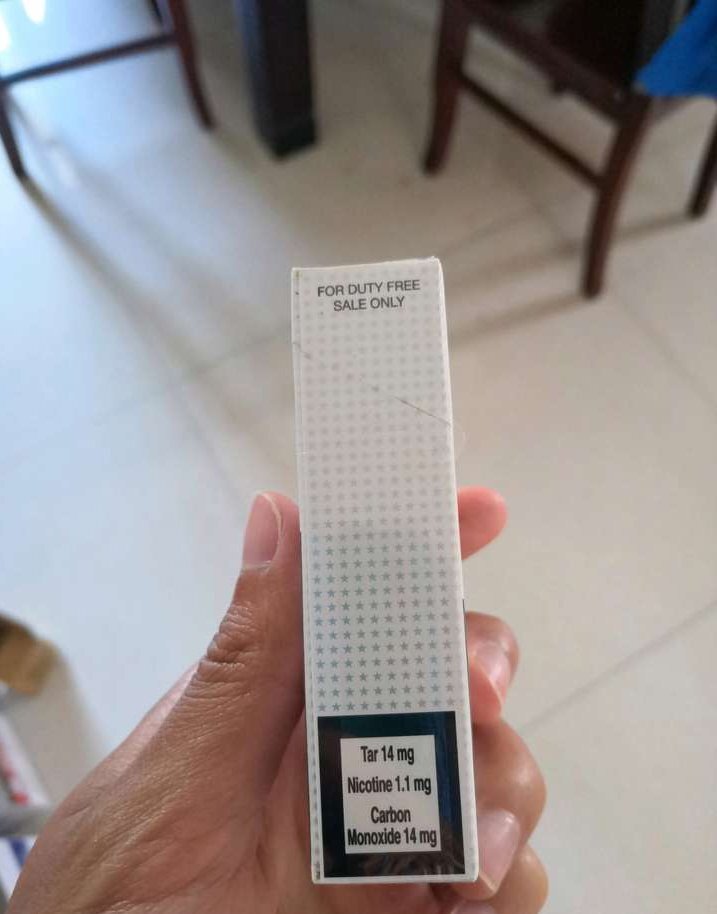 FOR DUTY FREE
SALE ONLY
Tar 14 mg
Nicotine 1.1 mg
Carbon
Monoxide 14 mg